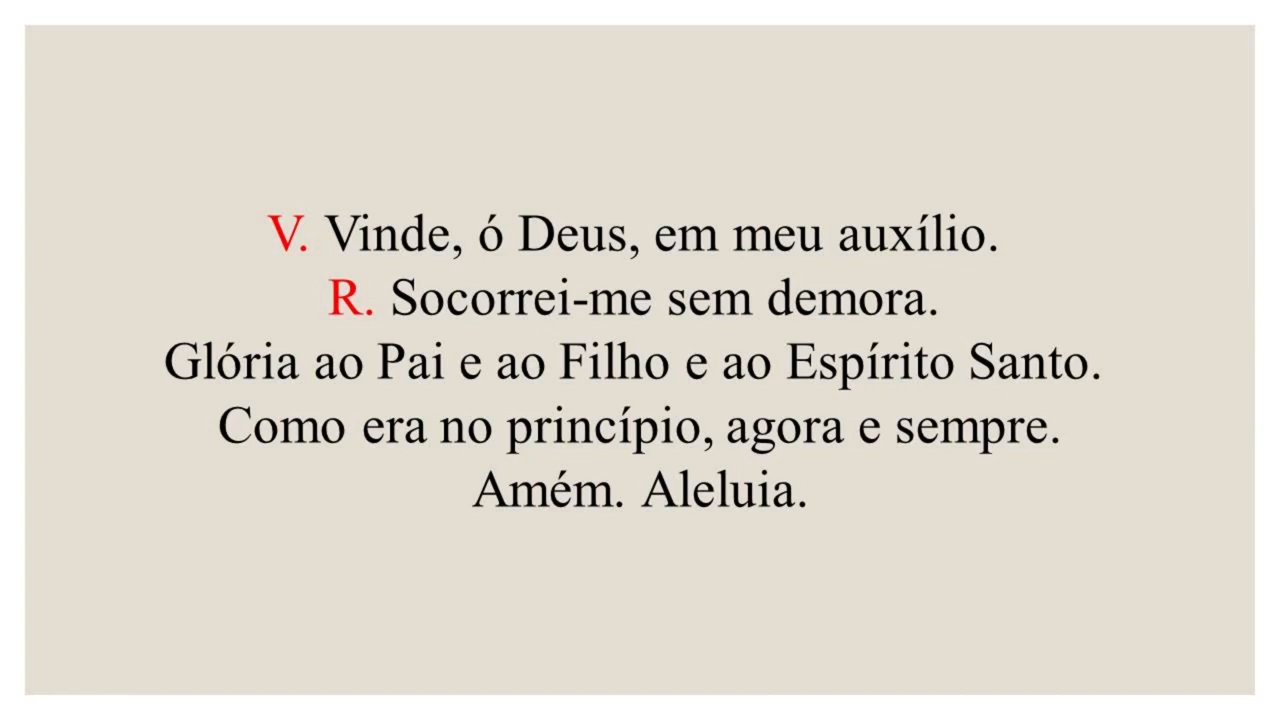 V. Vinde, ó Deus, em meu auxílio.
R. Socorrei-me sem demora.
Glória ao Pai e ao Filho e ao Espírito Santo.
Como era no princípio, agora e sempre.
Amém. Aleluia.